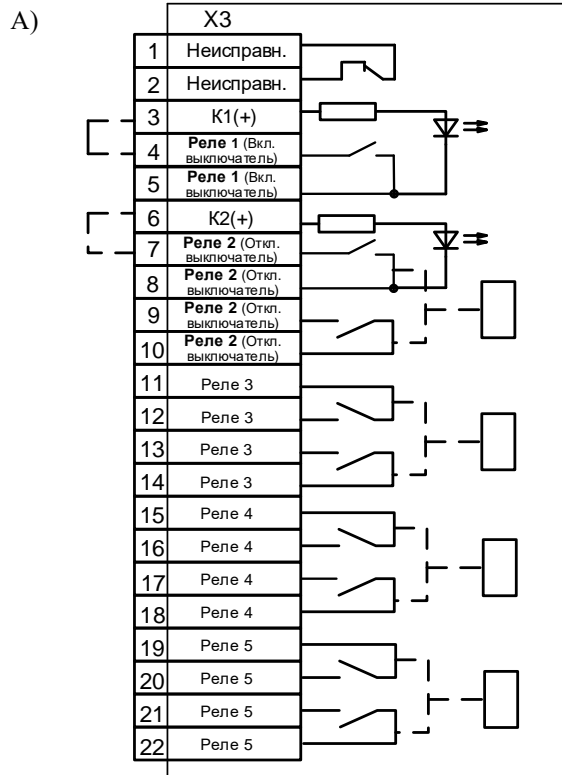 А)
X3
1 Неисправн.
2 Неисправн.
3 К1(+)
4 Реле 1 (Вкл.
выключатель)
5 Реле 1 (Вкл.
выключатель)
6 К2(+)
7 Реле 2 (Откл.
выключатель)
8 Реле 2 (Откл.
выключатель)
9 Реле 2 (Откл.
выключатель)
10 Реле 2 (Откл.
выключатель)
11 Реле 3
12 Реле 3
13 Реле 3
14 Реле 3
15 Реле 4
16 Реле 4
17 Реле 4
18 Реле 4
19 Реле 5
20 Реле 5
21 Реле 5
22 Реле 5